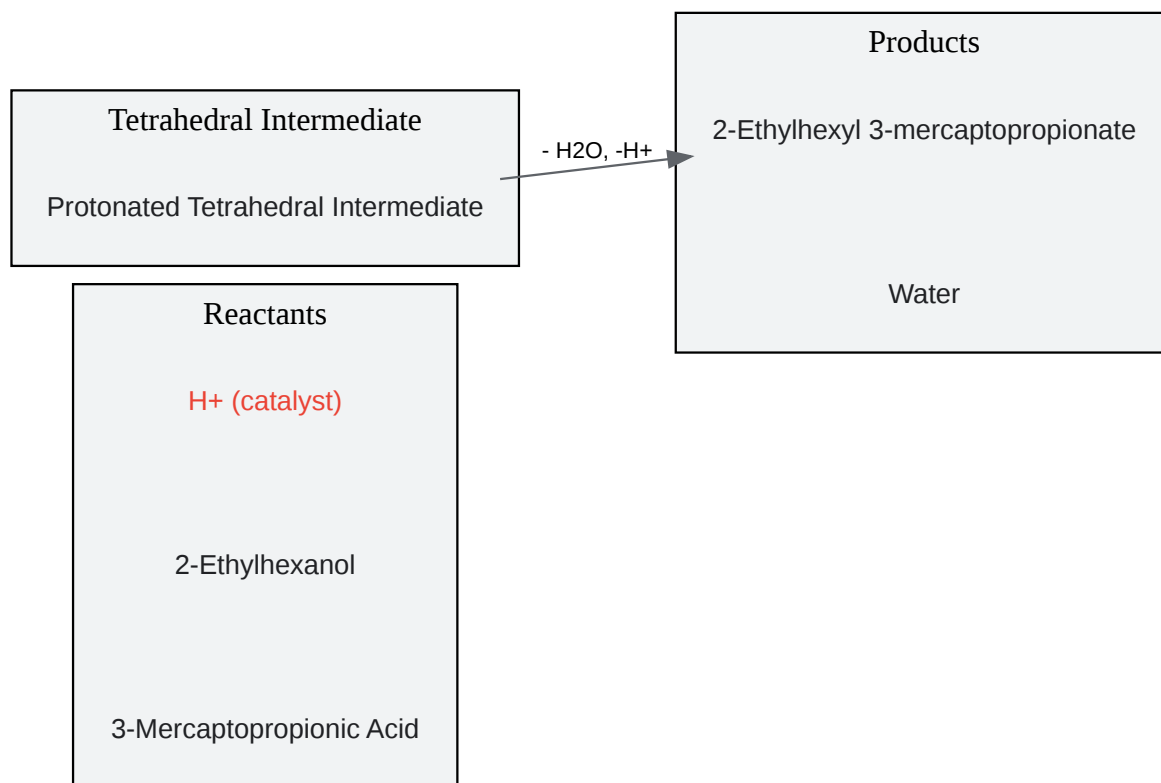 Tetrahedral Intermediate
Protonated Tetrahedral Intermediate
- H2O, -H+
Products
2-Ethylhexyl 3-mercaptopropionate
Water
Reactants
H+ (catalyst)
2-Ethylhexanol
3-Mercaptopropionic Acid